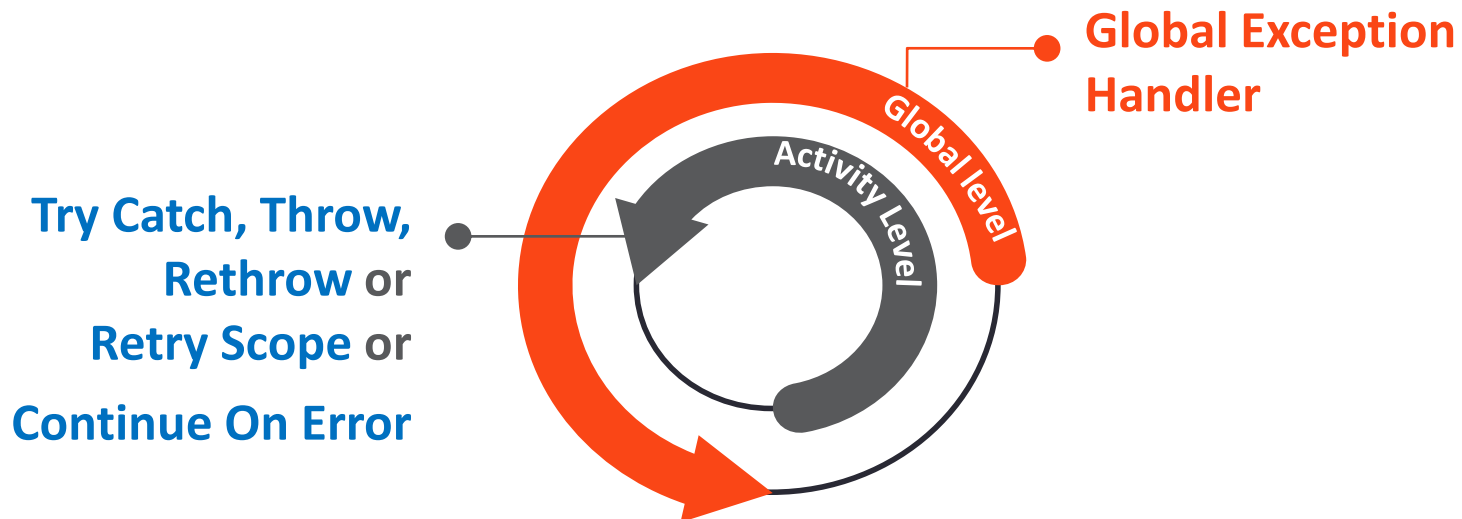 Global Exception
Handler
Global level
Activity Level
Try Catch, Throw,
Rethrow or
Retry Scope or
Continue On Error